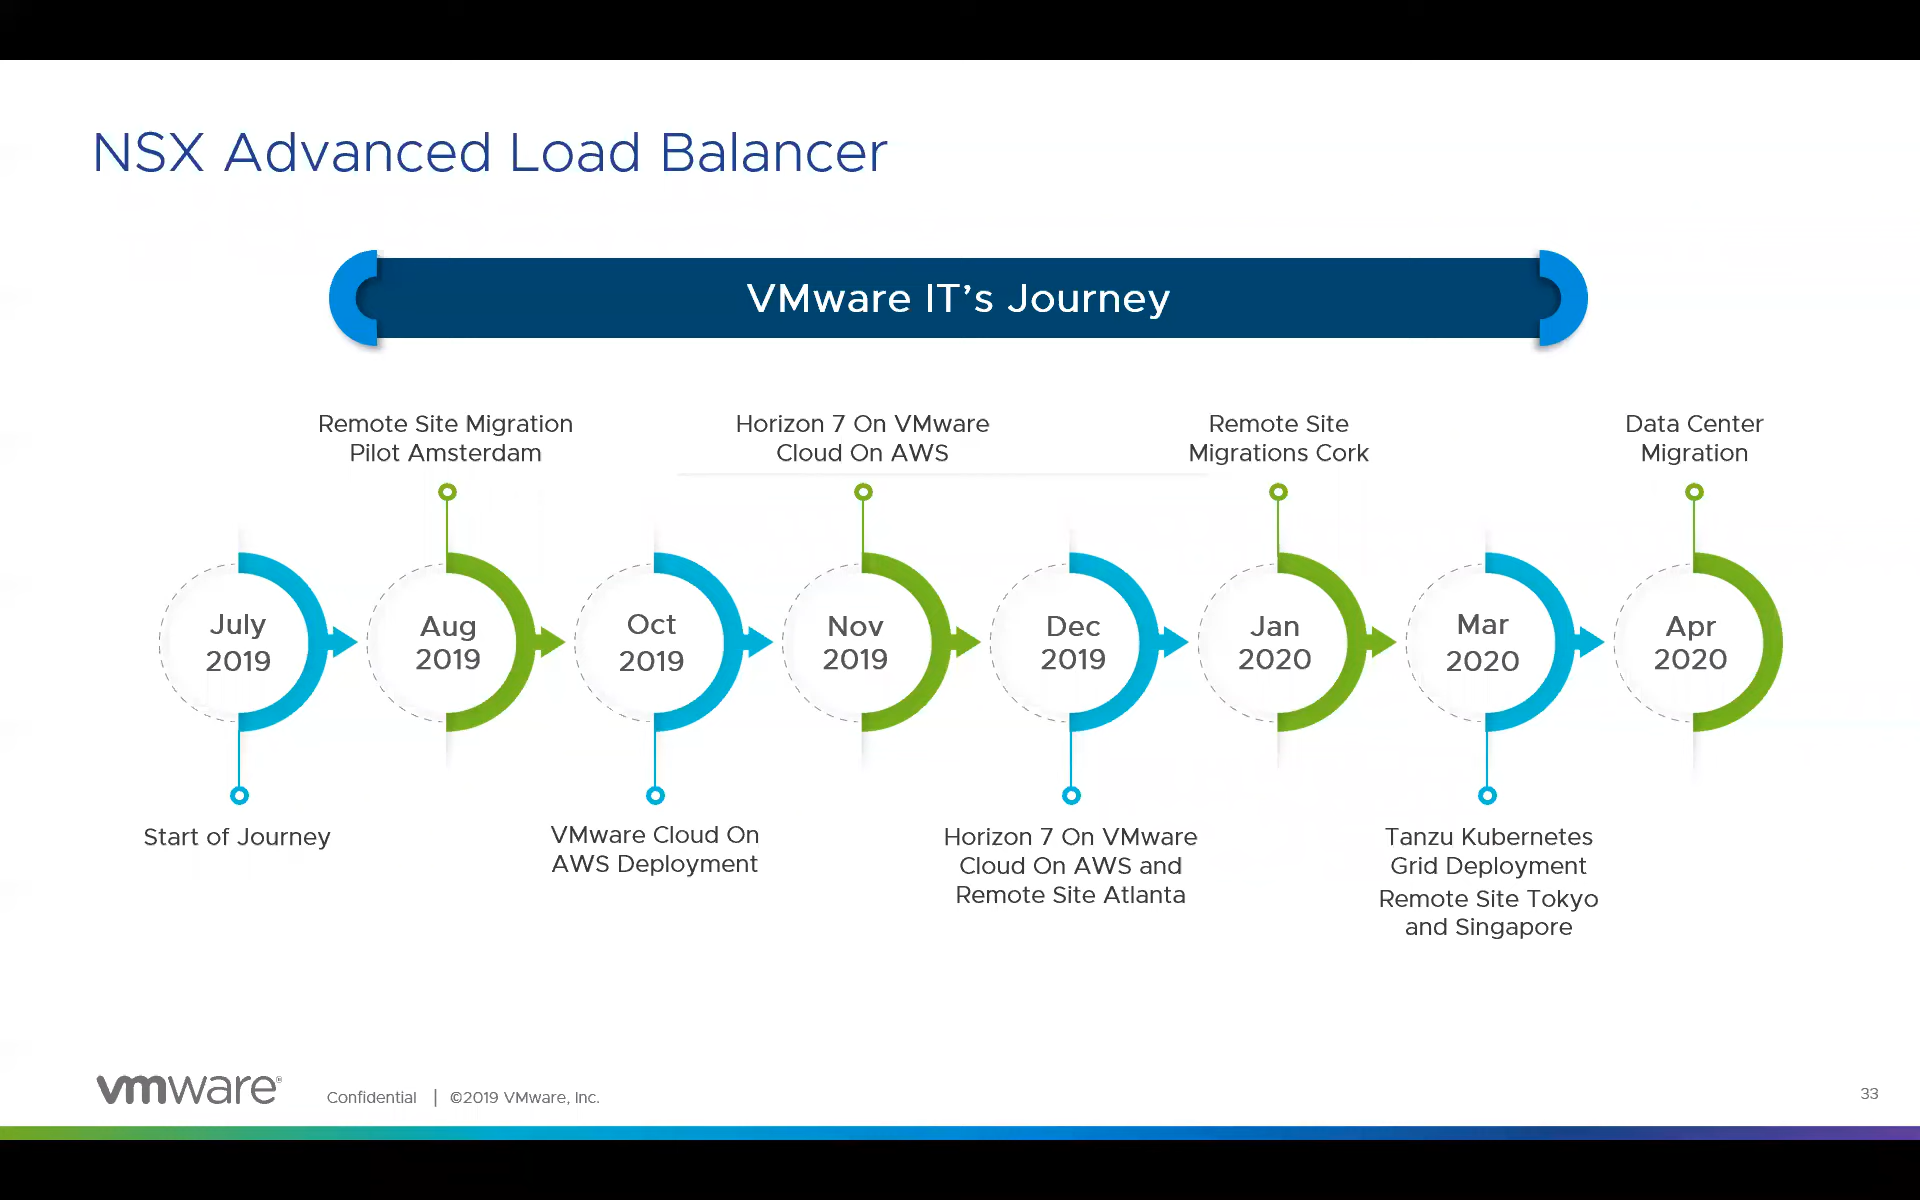 NSX Advanced Load Balancer
VMware IT’s Journey
Remote Site Migration
Pilot Amsterdam
Horizon 7 On VMware
Cloud On AWS
Remote Site
Migrations Cork
Data Center
Migration
July
2019
Aug
2019
Oct
2019
Nov
2019
Dec
2019
Jan
2020
Mar
2020
Apr
2020
Start of Journey
VMware Cloud On
AWS Deployment
Horizon 7 On VMware
Cloud On AWS and
Remote Site Atlanta
Tanzu Kubernetes
Grid Deployment
Remote Site Tokyo
and Singapore
vmware®
Confidential | ©2019 VMware, Inc.
33